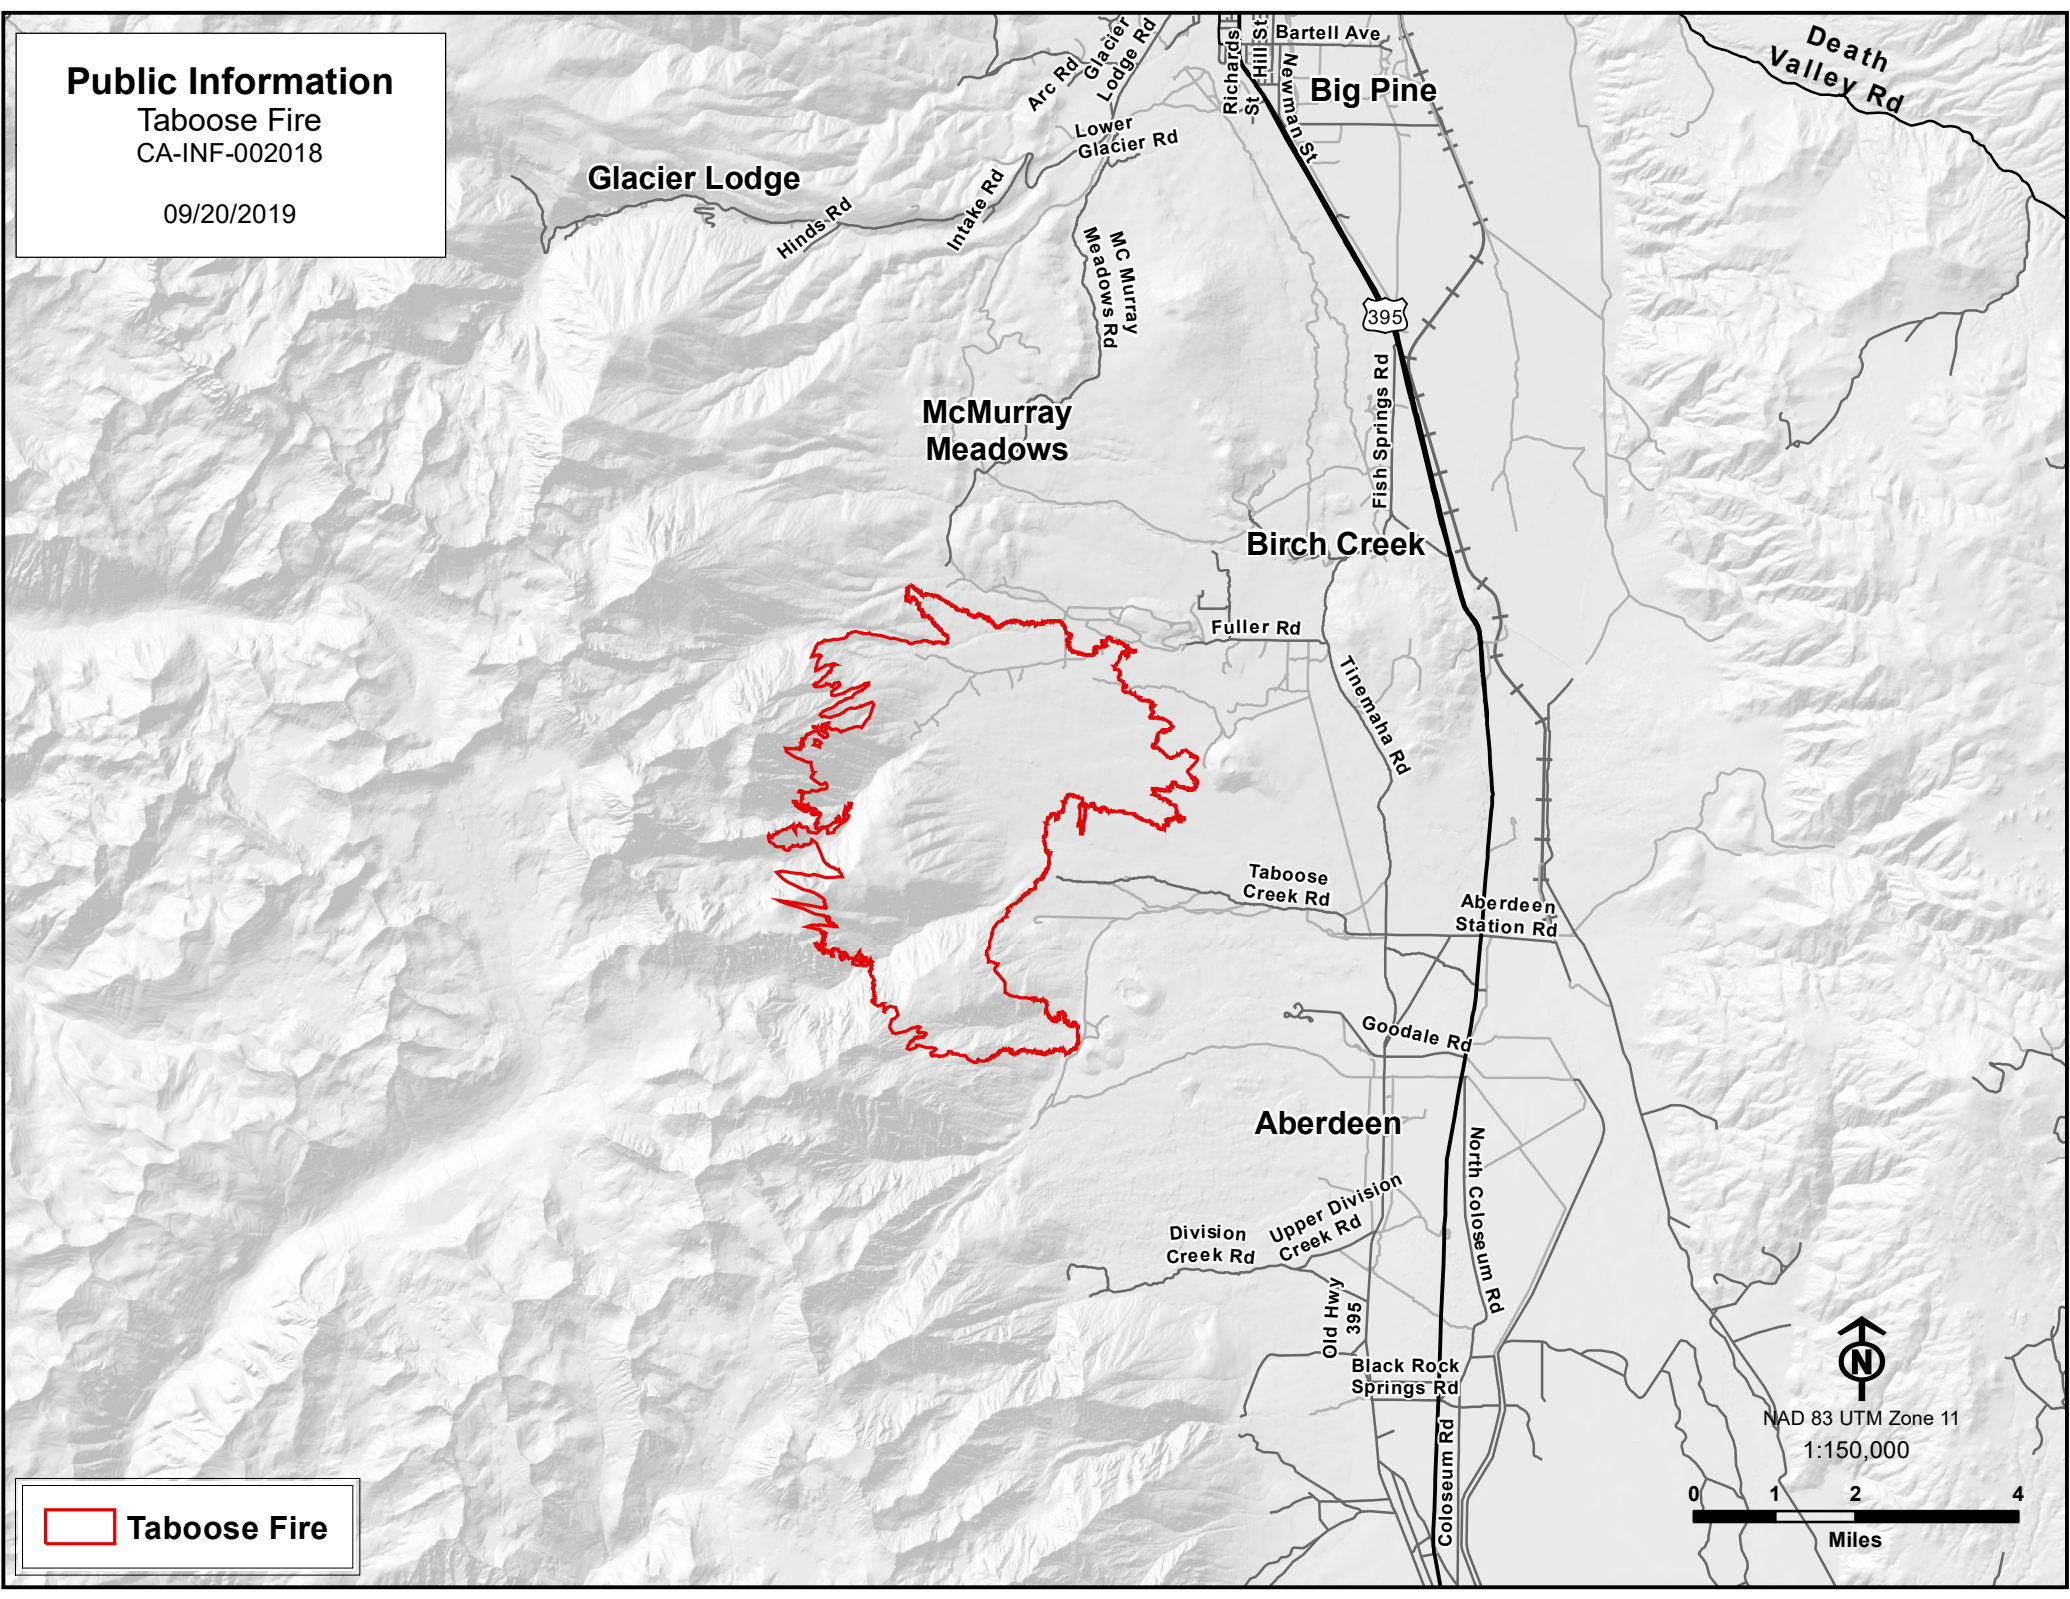 Public Information
Taboose Fire
CA-INF-002018
09/20/2019
Bartell Ave
Richards
St
Hill St
Newman St
Big Pine
Death
Valley Rd
Arc Rd
Glacier
Lodge Rd
Lower
Glacier Rd
Glacier Lodge
Hinds Rd
Intake Rd
MC Murray
Meadows Rd
395
Fish Springs Rd
McMurray
Meadows
Birch Creek
Fuller Rd
Tinemaha Rd
Taboose
Creek Rd
Aberdeen
Station Rd
Goodale Rd
Aberdeen
North Coloseum Rd
Division
Creek Rd
Upper Division
Creek Rd
Old Hwy
395
Black Rock
Springs Rd
Coloseum Rd
N
NAD 83 UTM Zone 11
1:150,000
0 1 2 4
Miles
Taboose Fire